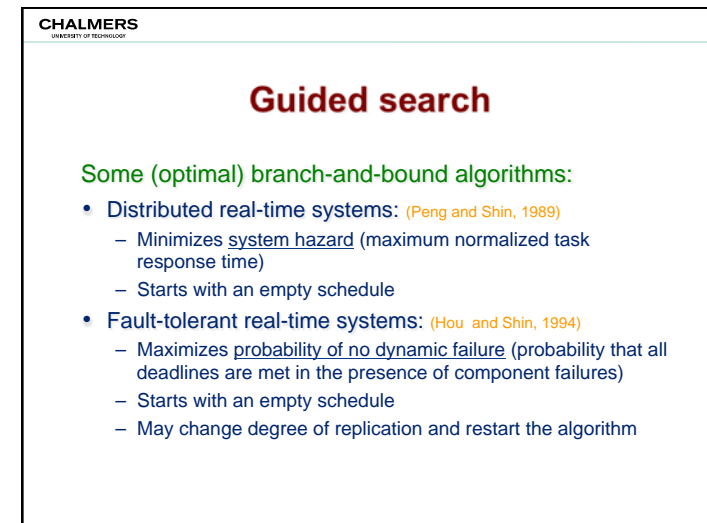 CHALMERS
UNIVERSITY OF TECHNOLOGY
Guided search
Some (optimal) branch-and-bound algorithms:
• Distributed real-time systems: (Peng and Shin, 1989)
– Minimizes system hazard (maximum normalized task
response time)
– Starts with an empty schedule
• Fault-tolerant real-time systems: (Hou and Shin, 1994)
– Maximizes probability of no dynamic failure (probability that all
deadlines are met in the presence of component failures)
– Starts with an empty schedule
– May change degree of replication and restart the algorithm